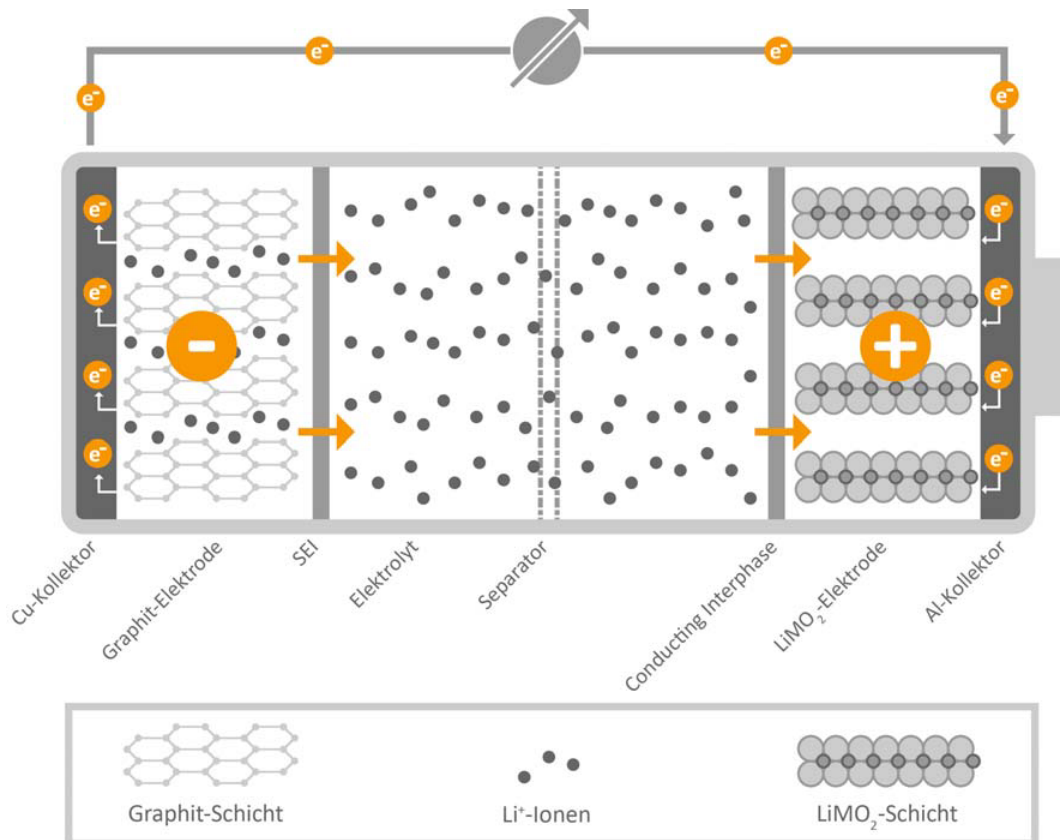 e⁻ e⁻
e⁻ e⁻
e⁻ e⁻
e⁻ e⁻
- +
e⁻ e⁻
e⁻ e⁻
Cu-Kollektor
Graphit-Elektrode
SEI
Elektrolyt
Separator
Conducting Interphase
LiMO₂-Elektrode
Al-Kollektor
Graphit-Schicht
Li⁺-Ionen
LiMO₂-Schicht